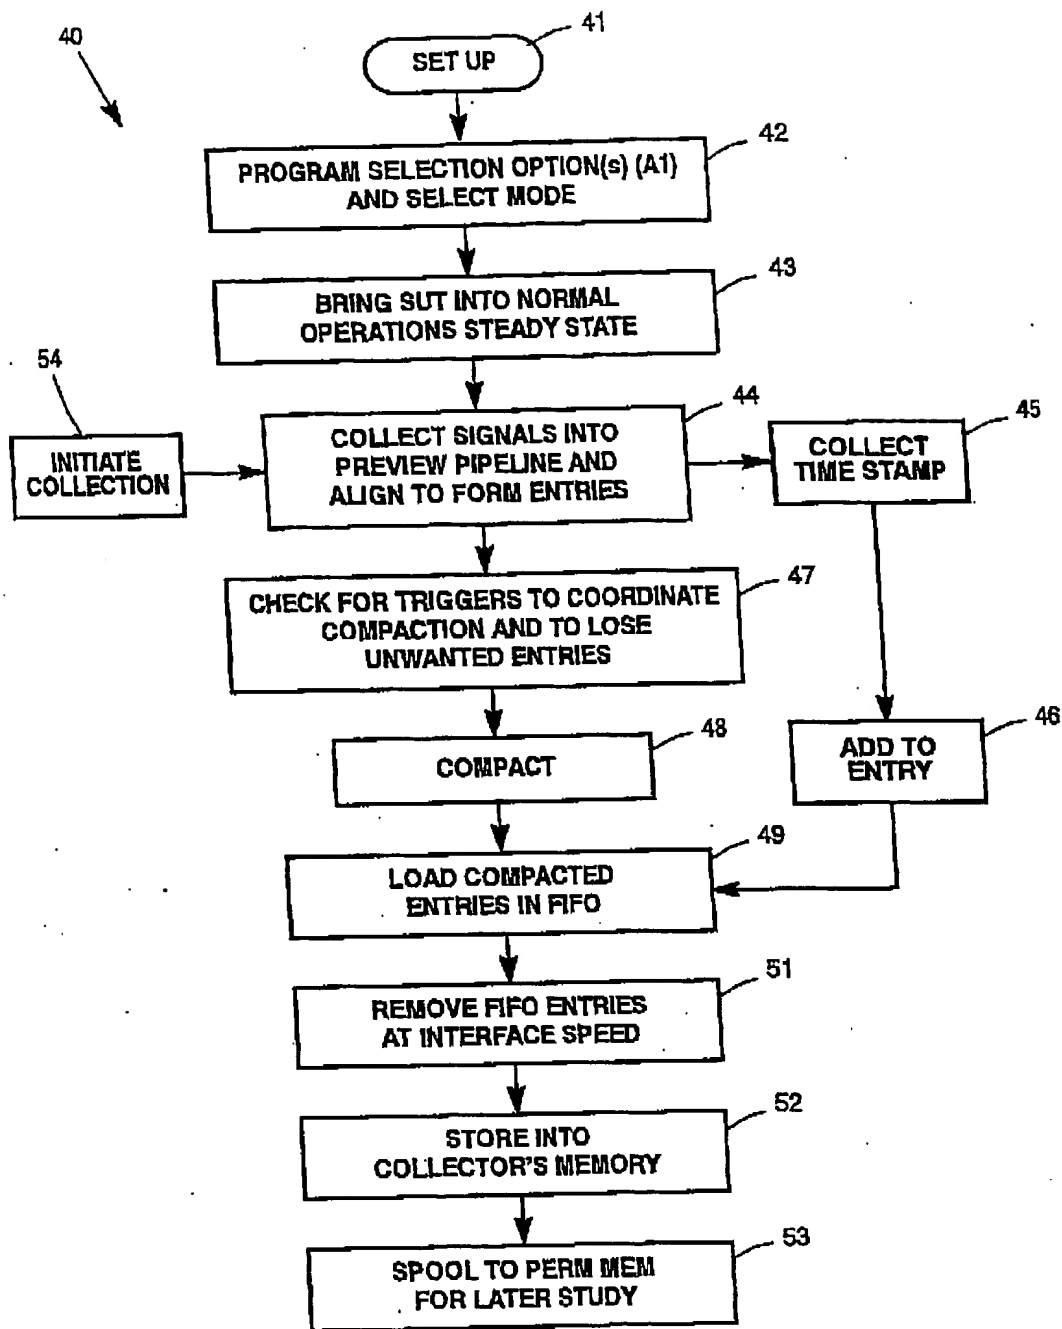 40
41
SET UP
42
PROGRAM SELECTION OPTION(s) (A1)
AND SELECT MODE
43
BRING SUT INTO NORMAL
OPERATIONS STEADY STATE
54
INITIATE
COLLECTION
44
COLLECT SIGNALS INTO
PREVIEW PIPELINE AND
ALIGN TO FORM ENTRIES
45
COLLECT
TIME STAMP
47
CHECK FOR TRIGGERS TO COORDINATE
COMPACTION AND TO LOSE
UNWANTED ENTRIES
48
COMPACT
46
ADD TO
ENTRY
49
LOAD COMPACTED
ENTRIES IN FIFO
51
REMOVE FIFO ENTRIES
AT INTERFACE SPEED
52
STORE INTO
COLLECTOR'S MEMORY
53
SPOOL TO PERM MEM
FOR LATER STUDY